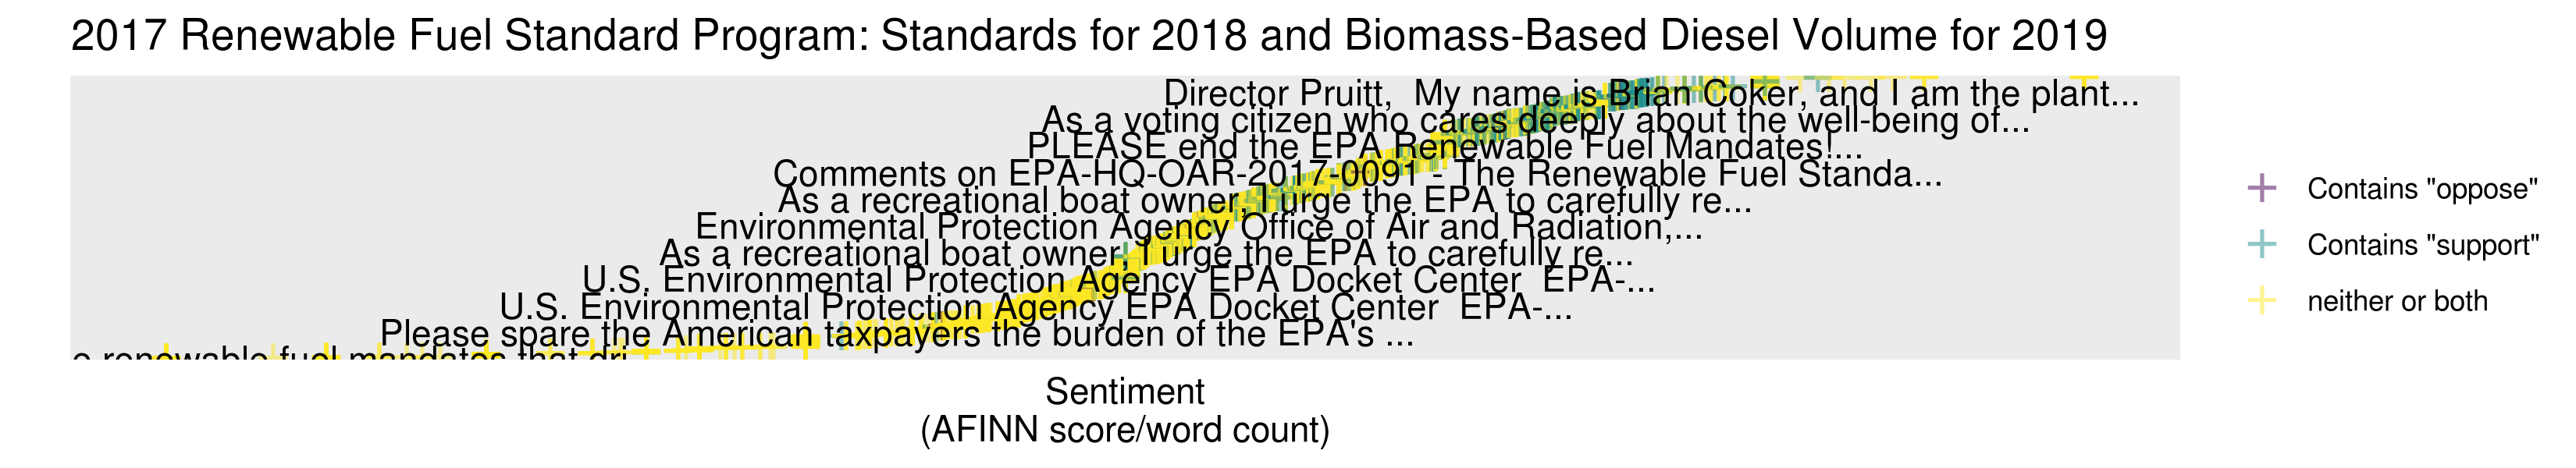 2017 Renewable Fuel Standard Program: Standards for 2018 and Biomass-Based Diesel Volume for 2019
Director Pruitt,  My name is Brian Coker, and I am the plant...
As a voting citizen who cares deeply about the well-being of...
PLEASE end the EPA Renewable Fuel Mandates!...
Comments on EPA-HQ-OAR-2017-0091 - The Renewable Fuel Standa...
As a recreational boat owner, I urge the EPA to carefully re...
Environmental Protection Agency Office of Air and Radiation,...
As a recreational boat owner, I urge the EPA to carefully re...
U.S. Environmental Protection Agency EPA Docket Center  EPA-...
U.S. Environmental Protection Agency EPA Docket Center  EPA-...
Please spare the American taxpayers the burden of the EPA's ...
e renewable fuel mandates that dri...
Sentiment
(AFINN score/word count)
Contains "oppose"
Contains "support"
neither or both